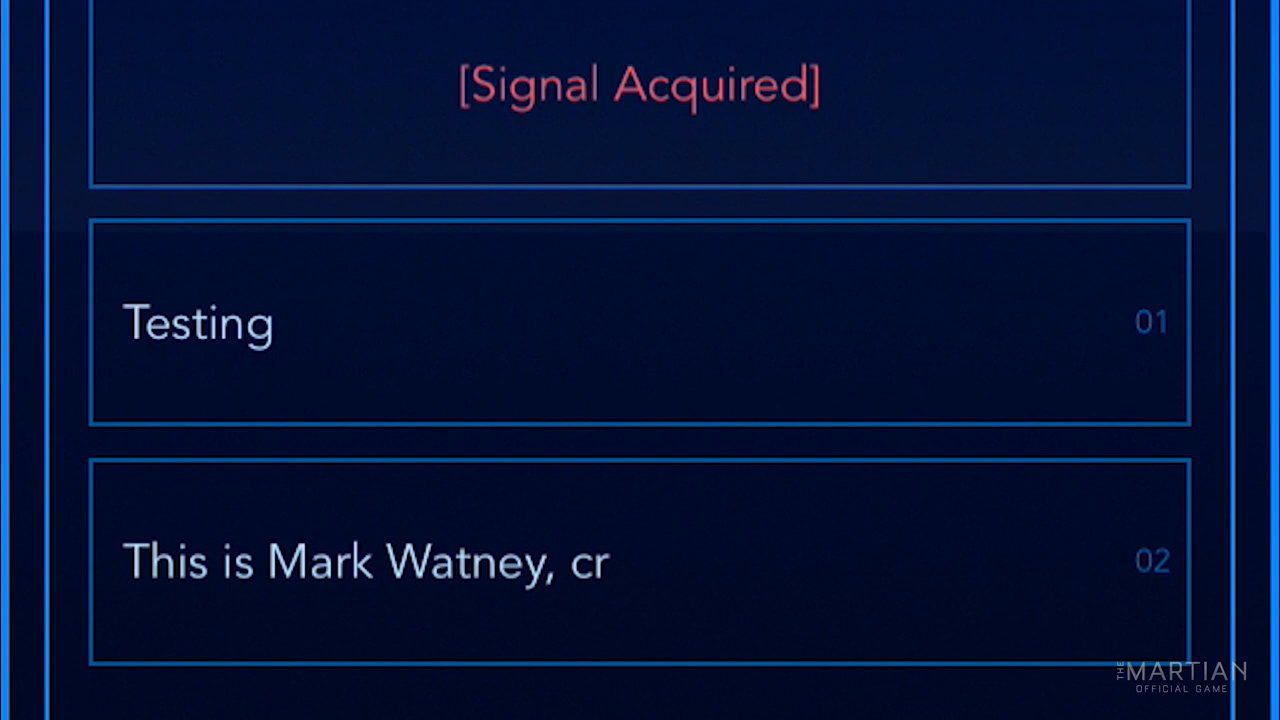 [Signal Acquired]
Testing
01
This is Mark Watney, cr
02
THE MARTIAN
OFFICIAL GAME